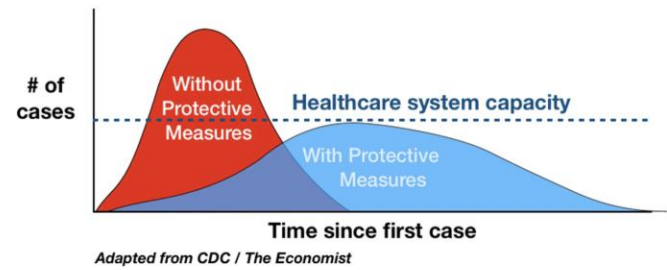 # of
cases
Without
Protective
Measures
Healthcare system capacity
With Protective
Measures
Time since first case
Adapted from CDC / The Economist